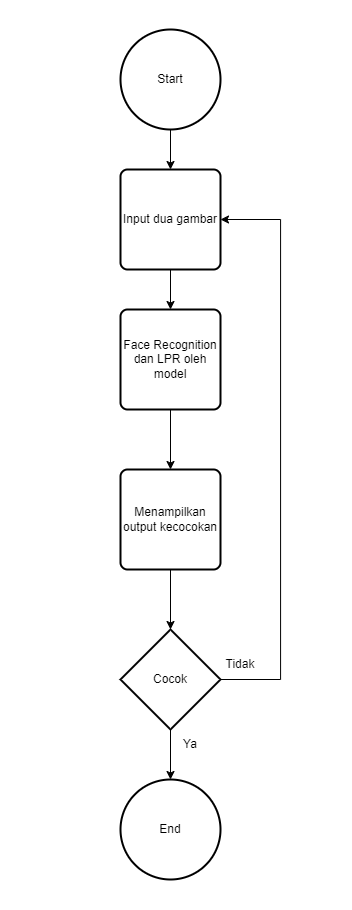 Start
Input dua gambar
Face Recognition
dan LPR oleh
model
Menampilkan
output kecocokan
Cocok
Tidak
Ya
End